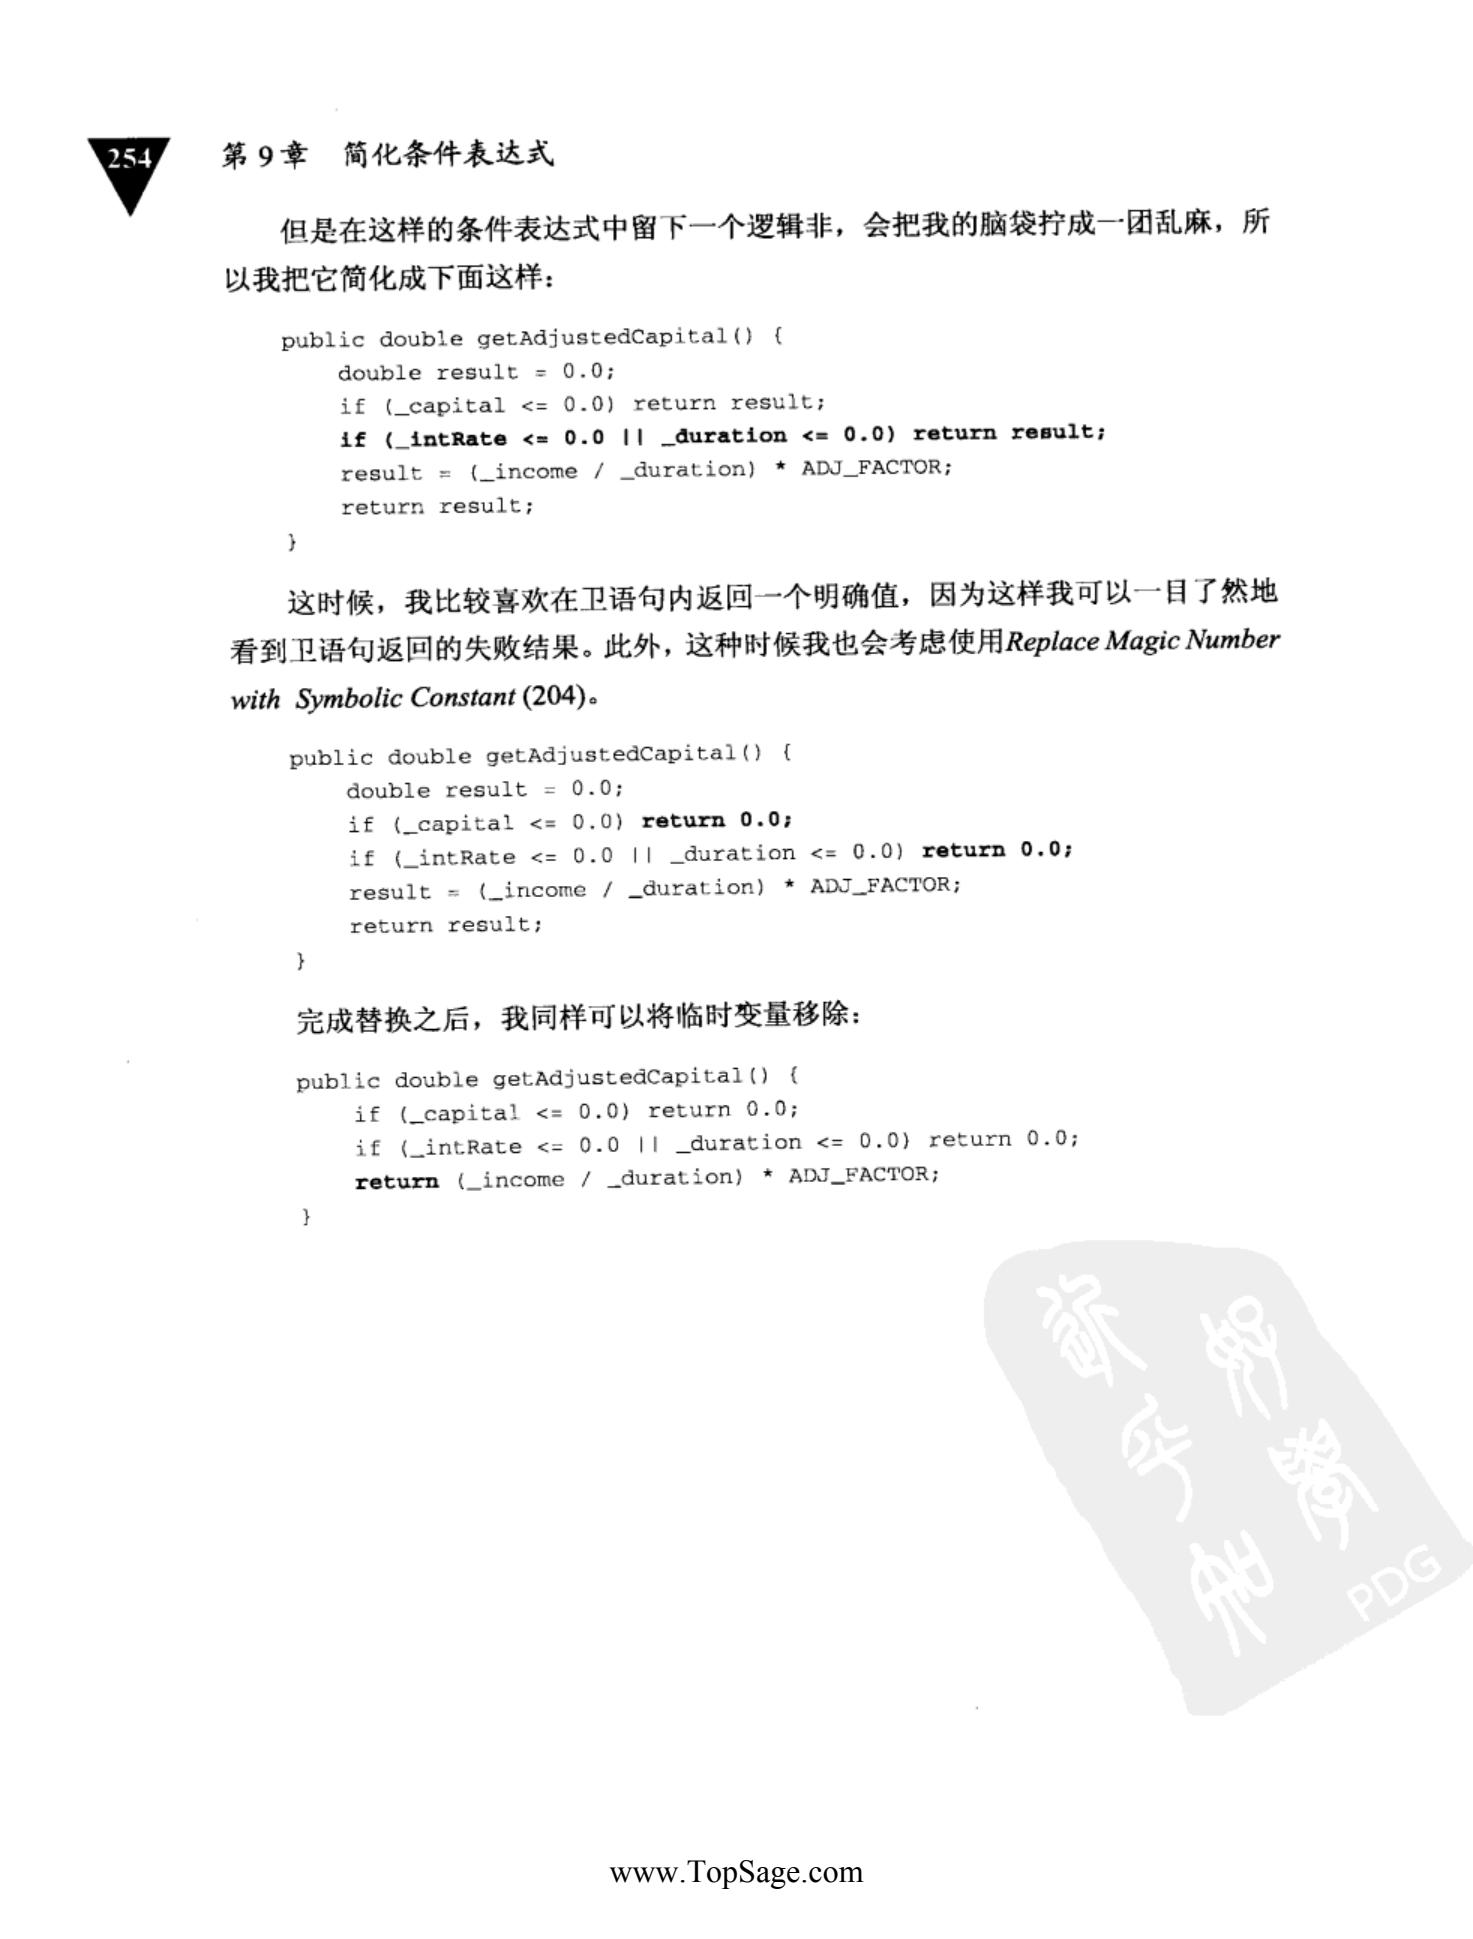 254
第 9 章　简化条件表达式
但是在这样的条件表达式中留下一个逻辑非，会把我的脑袋拧成一团乱麻，所
以我把它简化成下面这样：
public double getAdjustedCapital() {
    double result = 0.0;
    if (_capital <= 0.0) return result;
    if (_intRate <= 0.0 || _duration <= 0.0) return result;
    result = (_income / _duration) * ADJ_FACTOR;
    return result;
}
这时候，我比较喜欢在卫语句内返回一个明确值，因为这样我可以一目了然地
看到卫语句返回的失败结果。此外，这种时候我也会考虑使用Replace Magic Number
with Symbolic Constant (204)。
public double getAdjustedCapital() {
    double result = 0.0;
    if (_capital <= 0.0) return 0.0;
    if (_intRate <= 0.0 || _duration <= 0.0) return 0.0;
    result = (_income / _duration) * ADJ_FACTOR;
    return result;
}
完成替换之后，我同样可以将临时变量移除：
public double getAdjustedCapital() {
    if (_capital <= 0.0) return 0.0;
    if (_intRate <= 0.0 || _duration <= 0.0) return 0.0;
    return (_income / _duration) * ADJ_FACTOR;
}
PDG
www.TopSage.com